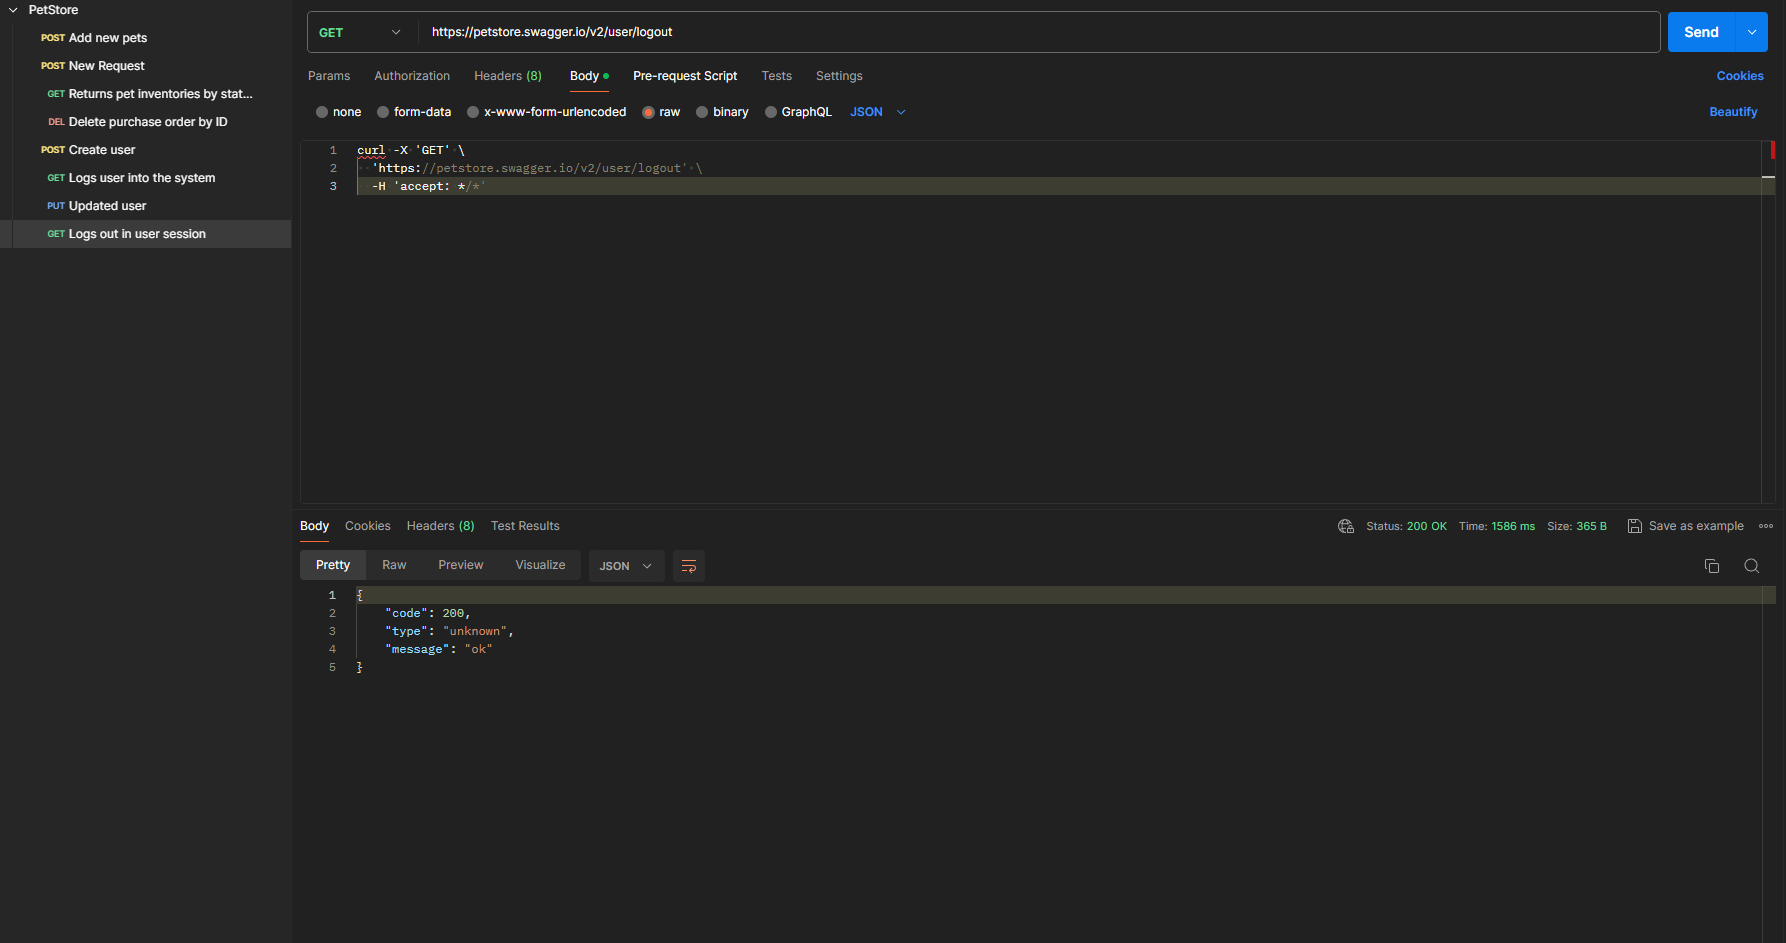 PetStore
POST Add new pets
POST New Request
GET Returns pet inventories by stat...
DEL Delete purchase order by ID
POST Create user
GET Logs user into the system
PUT Updated user
GET Logs out in user session
GET https://petstore.swagger.io/v2/user/logout Send
Params Authorization Headers (8) Body Pre-request Script Tests Settings Cookies
none form-data x-www-form-urlencoded raw binary GraphQL JSON Beautify
1 curl -X 'GET' \
2 'https://petstore.swagger.io/v2/user/logout' \
3 -H 'accept: */*'
Body Cookies Headers (8) Test Results Status: 200 OK Time: 1586 ms Size: 365 B Save as example
Pretty Raw Preview Visualize JSON
1 {
2 "code": 200,
3 "type": "unknown",
4 "message": "ok"
5 }